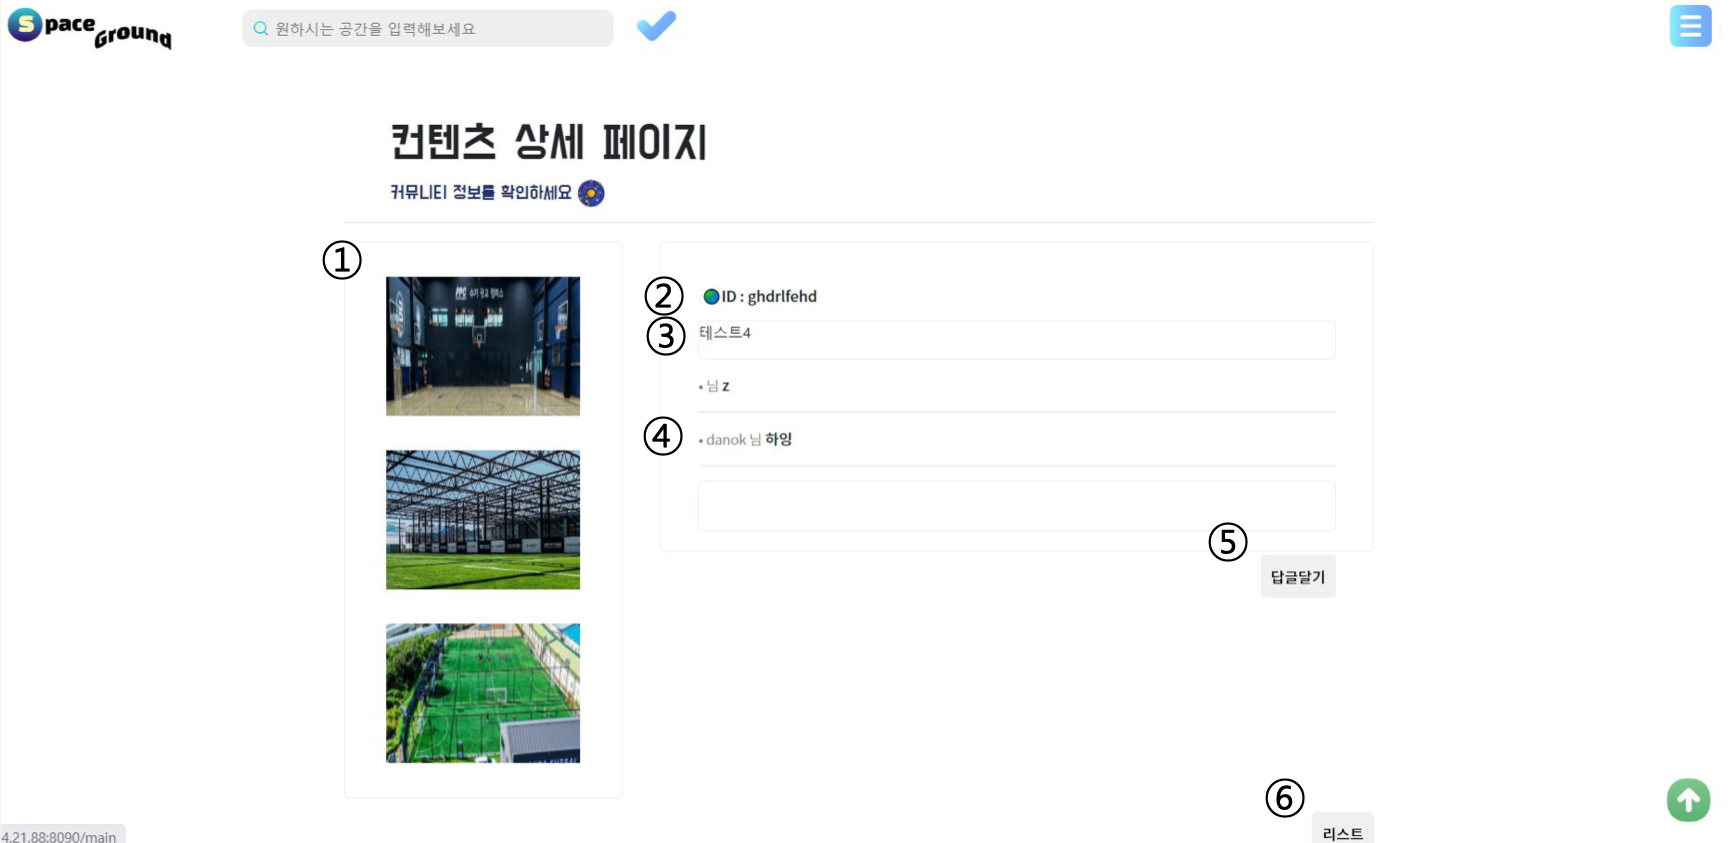 Space Ground
원하시는 공간을 입력해보세요
컨텐츠 상세 페이지
커뮤니티 정보를 확인하세요
①
②
ID : ghdrlfehd
③
테스트4
• 님 z
④
• danok 님 하잉
⑤
답글달기
⑥
리스트
4.21.88:8090/main